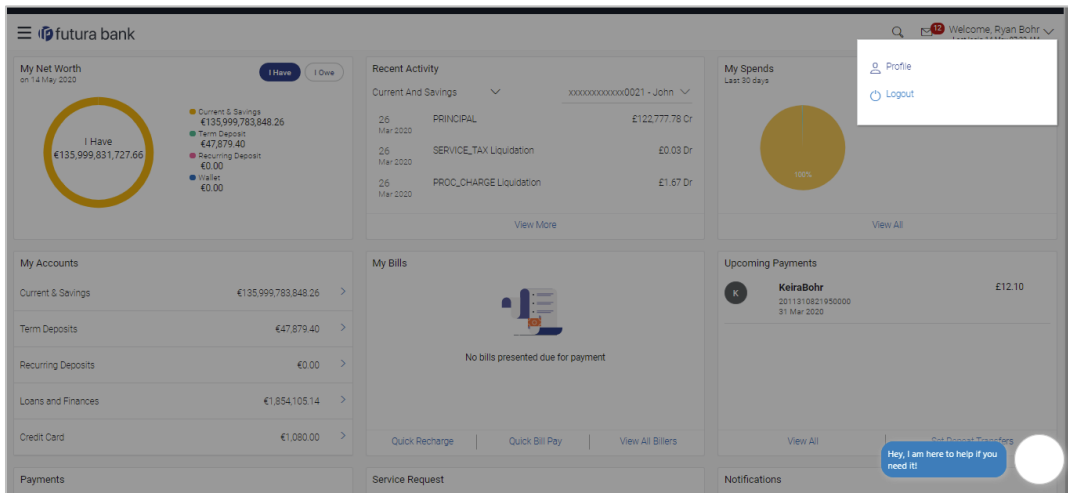 futura bank
12
Welcome, Ryan Bohr
Profile
Logout
My Net Worth
on 14 May 2020
I Have
I Owe
I Have
€135,999,831,727.66
Current & Savings
€135,999,783,848.26
Term Deposit
€47,879.40
Recurring Deposit
€0.00
Wallet
€0.00
Recent Activity
Current And Savings
xxxxxxxxxxxx0021 - John
26
Mar 2020
PRINCIPAL
£122,777.78 Cr
26
Mar 2020
SERVICE_TAX Liquidation
£0.03 Dr
26
Mar 2020
PROC_CHARGE Liquidation
£1.67 Dr
View More
My Spends
Last 30 days
100%
View All
My Accounts
Current & Savings €135,999,783,848.26
Term Deposits €47,879.40
Recurring Deposits €0.00
Loans and Finances €1,854,105.14
Credit Card €1,080.00
My Bills
No bills presented due for payment
Quick Recharge
Quick Bill Pay
View All Billers
Upcoming Payments
K
KeiraBohr
£12.10
2011310821950000
31 Mar 2020
View All
Hey, I am here to help if you
need it!
Payments
Service Request
Notifications